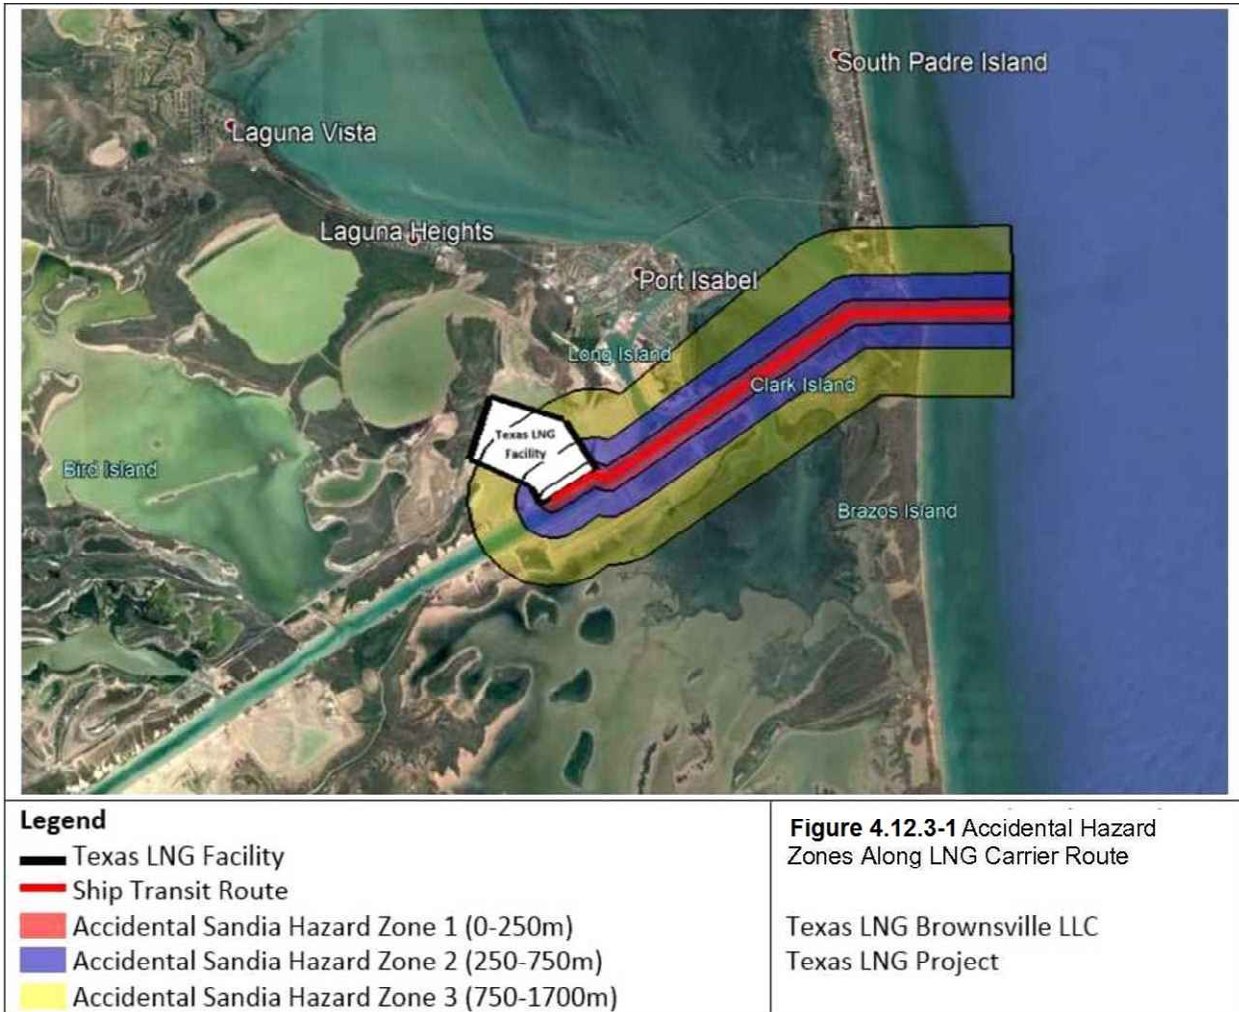 South Padre Island
Laguna Vista
Laguna Heights
Port Isabel
Long Island
Clark Island
Texas LNG
Facility
Bird Island
Brazos Island
Legend
Texas LNG Facility
Ship Transit Route
Accidental Sandia Hazard Zone 1 (0-250m)
Accidental Sandia Hazard Zone 2 (250-750m)
Accidental Sandia Hazard Zone 3 (750-1700m)
Figure 4.12.3-1 Accidental Hazard
Zones Along LNG Carrier Route
Texas LNG Brownsville LLC
Texas LNG Project